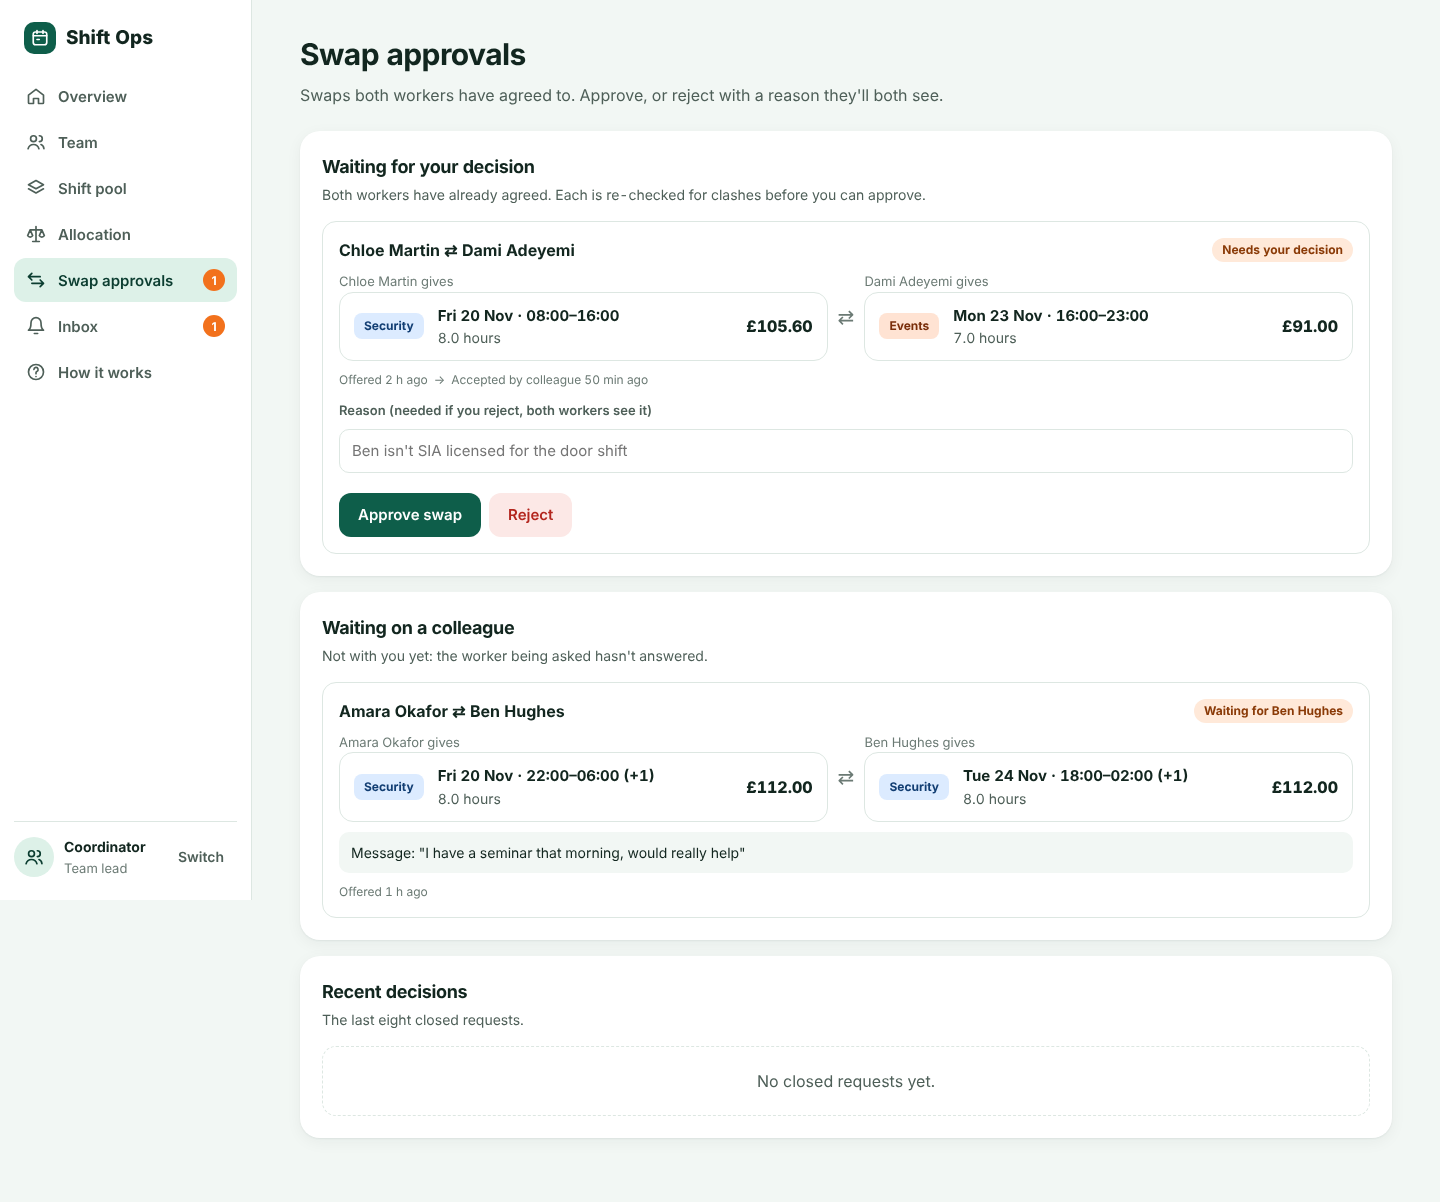 Shift Ops
Overview
Team
Shift pool
Allocation
Swap approvals 1
Inbox 1
How it works
Coordinator
Team lead
Switch
Swap approvals
Swaps both workers have agreed to. Approve, or reject with a reason they'll both see.
Waiting for your decision
Both workers have already agreed. Each is re-checked for clashes before you can approve.
Chloe Martin ⇄ Dami Adeyemi
Needs your decision
Chloe Martin gives
Security
Fri 20 Nov · 08:00–16:00
8.0 hours
£105.60
⇄
Dami Adeyemi gives
Events
Mon 23 Nov · 16:00–23:00
7.0 hours
£91.00
Offered 2 h ago → Accepted by colleague 50 min ago
Reason (needed if you reject, both workers see it)
Ben isn't SIA licensed for the door shift
Approve swap
Reject
Waiting on a colleague
Not with you yet: the worker being asked hasn't answered.
Amara Okafor ⇄ Ben Hughes
Waiting for Ben Hughes
Amara Okafor gives
Security
Fri 20 Nov · 22:00–06:00 (+1)
8.0 hours
£112.00
⇄
Ben Hughes gives
Security
Tue 24 Nov · 18:00–02:00 (+1)
8.0 hours
£112.00
Message: "I have a seminar that morning, would really help"
Offered 1 h ago
Recent decisions
The last eight closed requests.
No closed requests yet.